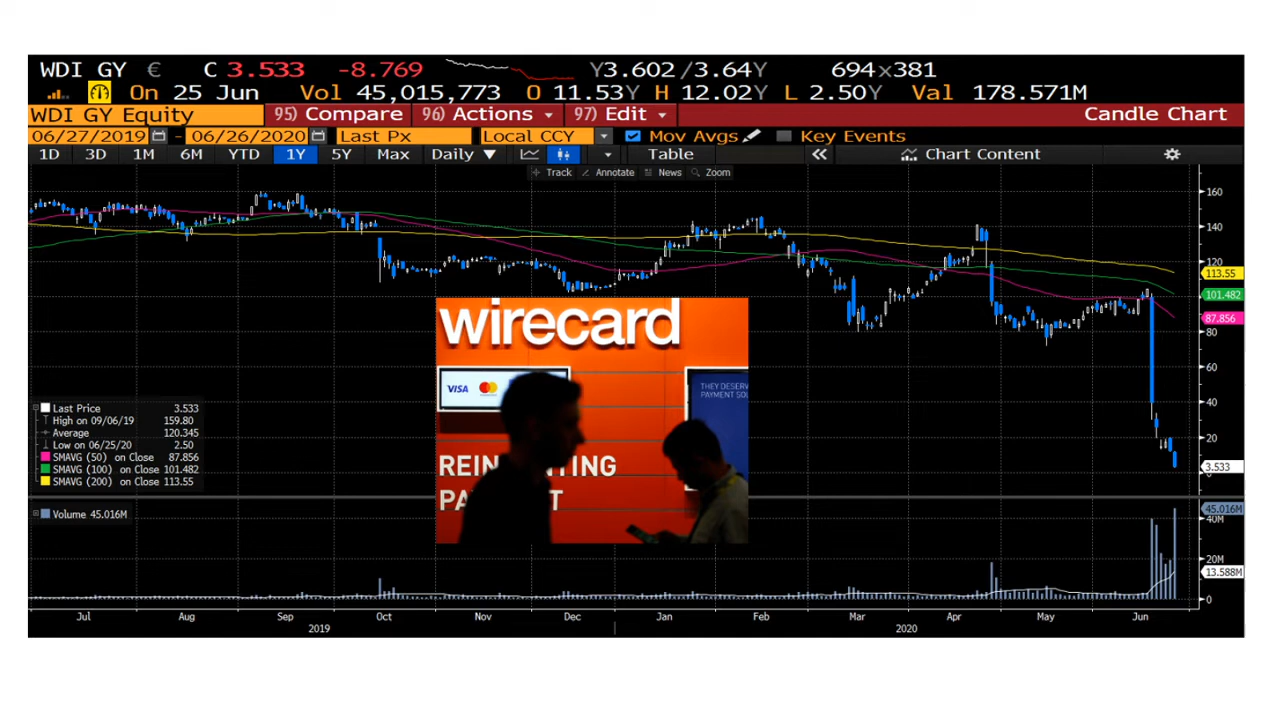 WDI GY € C 3.533 -8.769 Y3.602/3.64Y 694x381
On 25 Jun Vol 45,015,773 O 11.53Y H 12.02Y L 2.50Y Val 178.571M
WDI GY Equity 95) Compare 96) Actions 97) Edit Candle Chart
06/27/2019 - 06/26/2020 Last Px Local CCY Mov Avgs Key Events
1D 3D 1M 6M YTD 1Y 5Y Max Daily ▼ Table « Chart Content
Track Annotate News Zoom
160
140
120
113.55
101.482
87.856
80
60
40
20
3.533
0
wirecard
VISA
THEY DESERV
PAYMENT SOL
REIN TING
PA T
Last Price 3.533
High on 09/06/19 159.80
Average 120.345
Low on 06/25/20 2.50
SMAVG (50) on Close 87.856
SMAVG (100) on Close 101.482
SMAVG (200) on Close 113.55
Volume 45.016M
45.016M
40M
20M
13.588M
0
Jul Aug Sep Oct Nov Dec Jan Feb Mar Apr May Jun
2019 2020